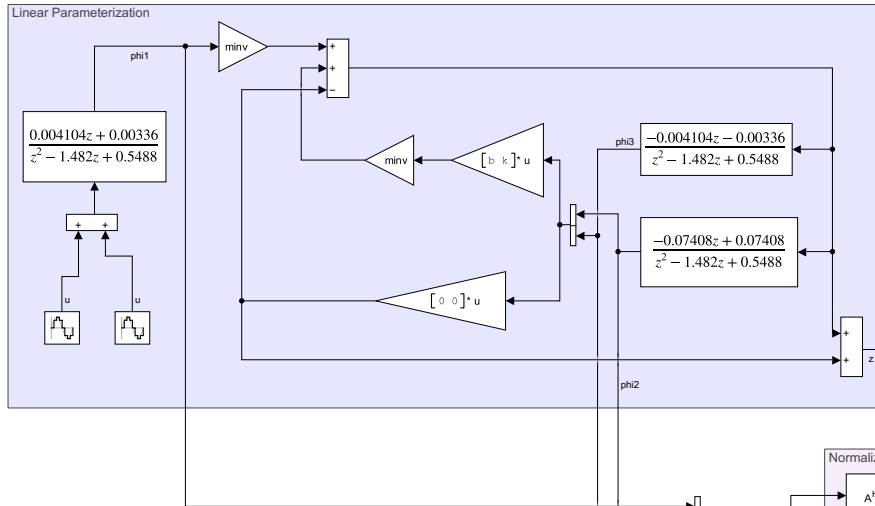 Linear Parameterization
phi1
minv
+
+
−
0.004104z + 0.00336
z² − 1.482z + 0.5488
minv
[b k]* u
phi3
−0.004104z − 0.00336
z² − 1.482z + 0.5488
+ +
−0.07408z + 0.07408
z² − 1.482z + 0.5488
u
u
[0 0]* u
+
+
z
phi2
Normaliz
A